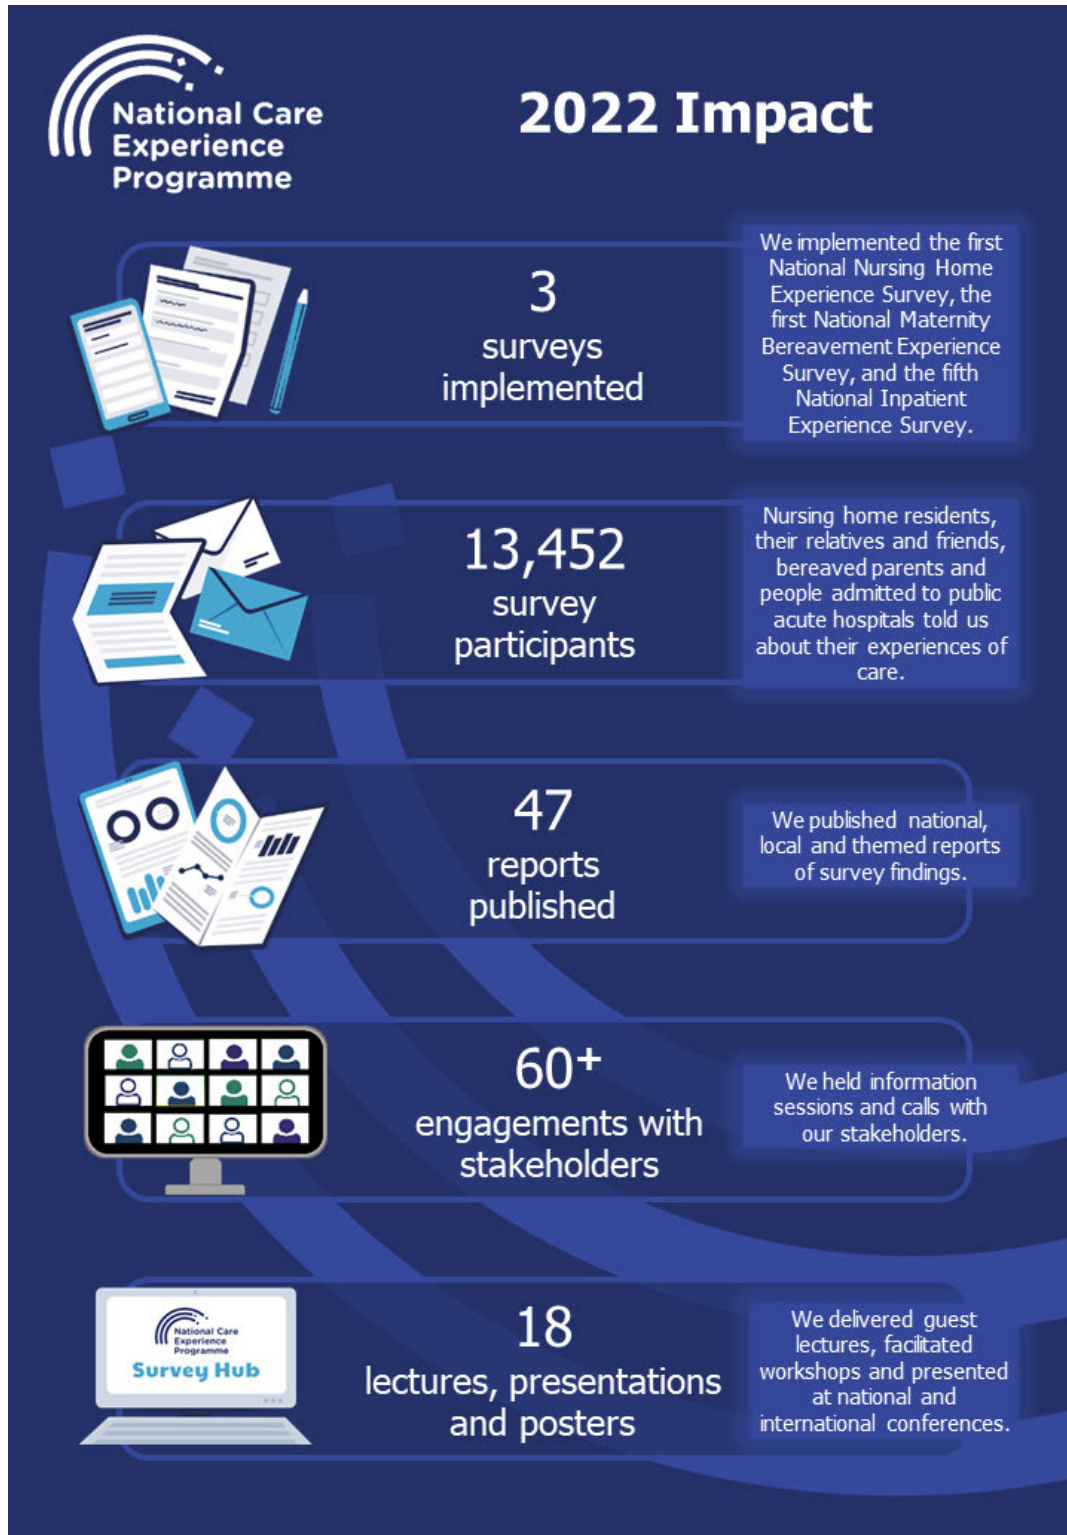 National Care
Experience
Programme
2022 Impact
3
surveys
implemented
We implemented the first
National Nursing Home
Experience Survey, the
first National Maternity
Bereavement Experience
Survey, and the fifth
National Inpatient
Experience Survey.
13,452
survey
participants
Nursing home residents,
their relatives and friends,
bereaved parents and
people admitted to public
acute hospitals told us
about their experiences of
care.
47
reports
published
We published national,
local and themed reports
of survey findings.
60+
engagements with
stakeholders
We held information
sessions and calls with
our stakeholders.
National Care
Experience
Programme
Survey Hub
18
lectures, presentations
and posters
We delivered guest
lectures, facilitated
workshops and presented
at national and
international conferences.